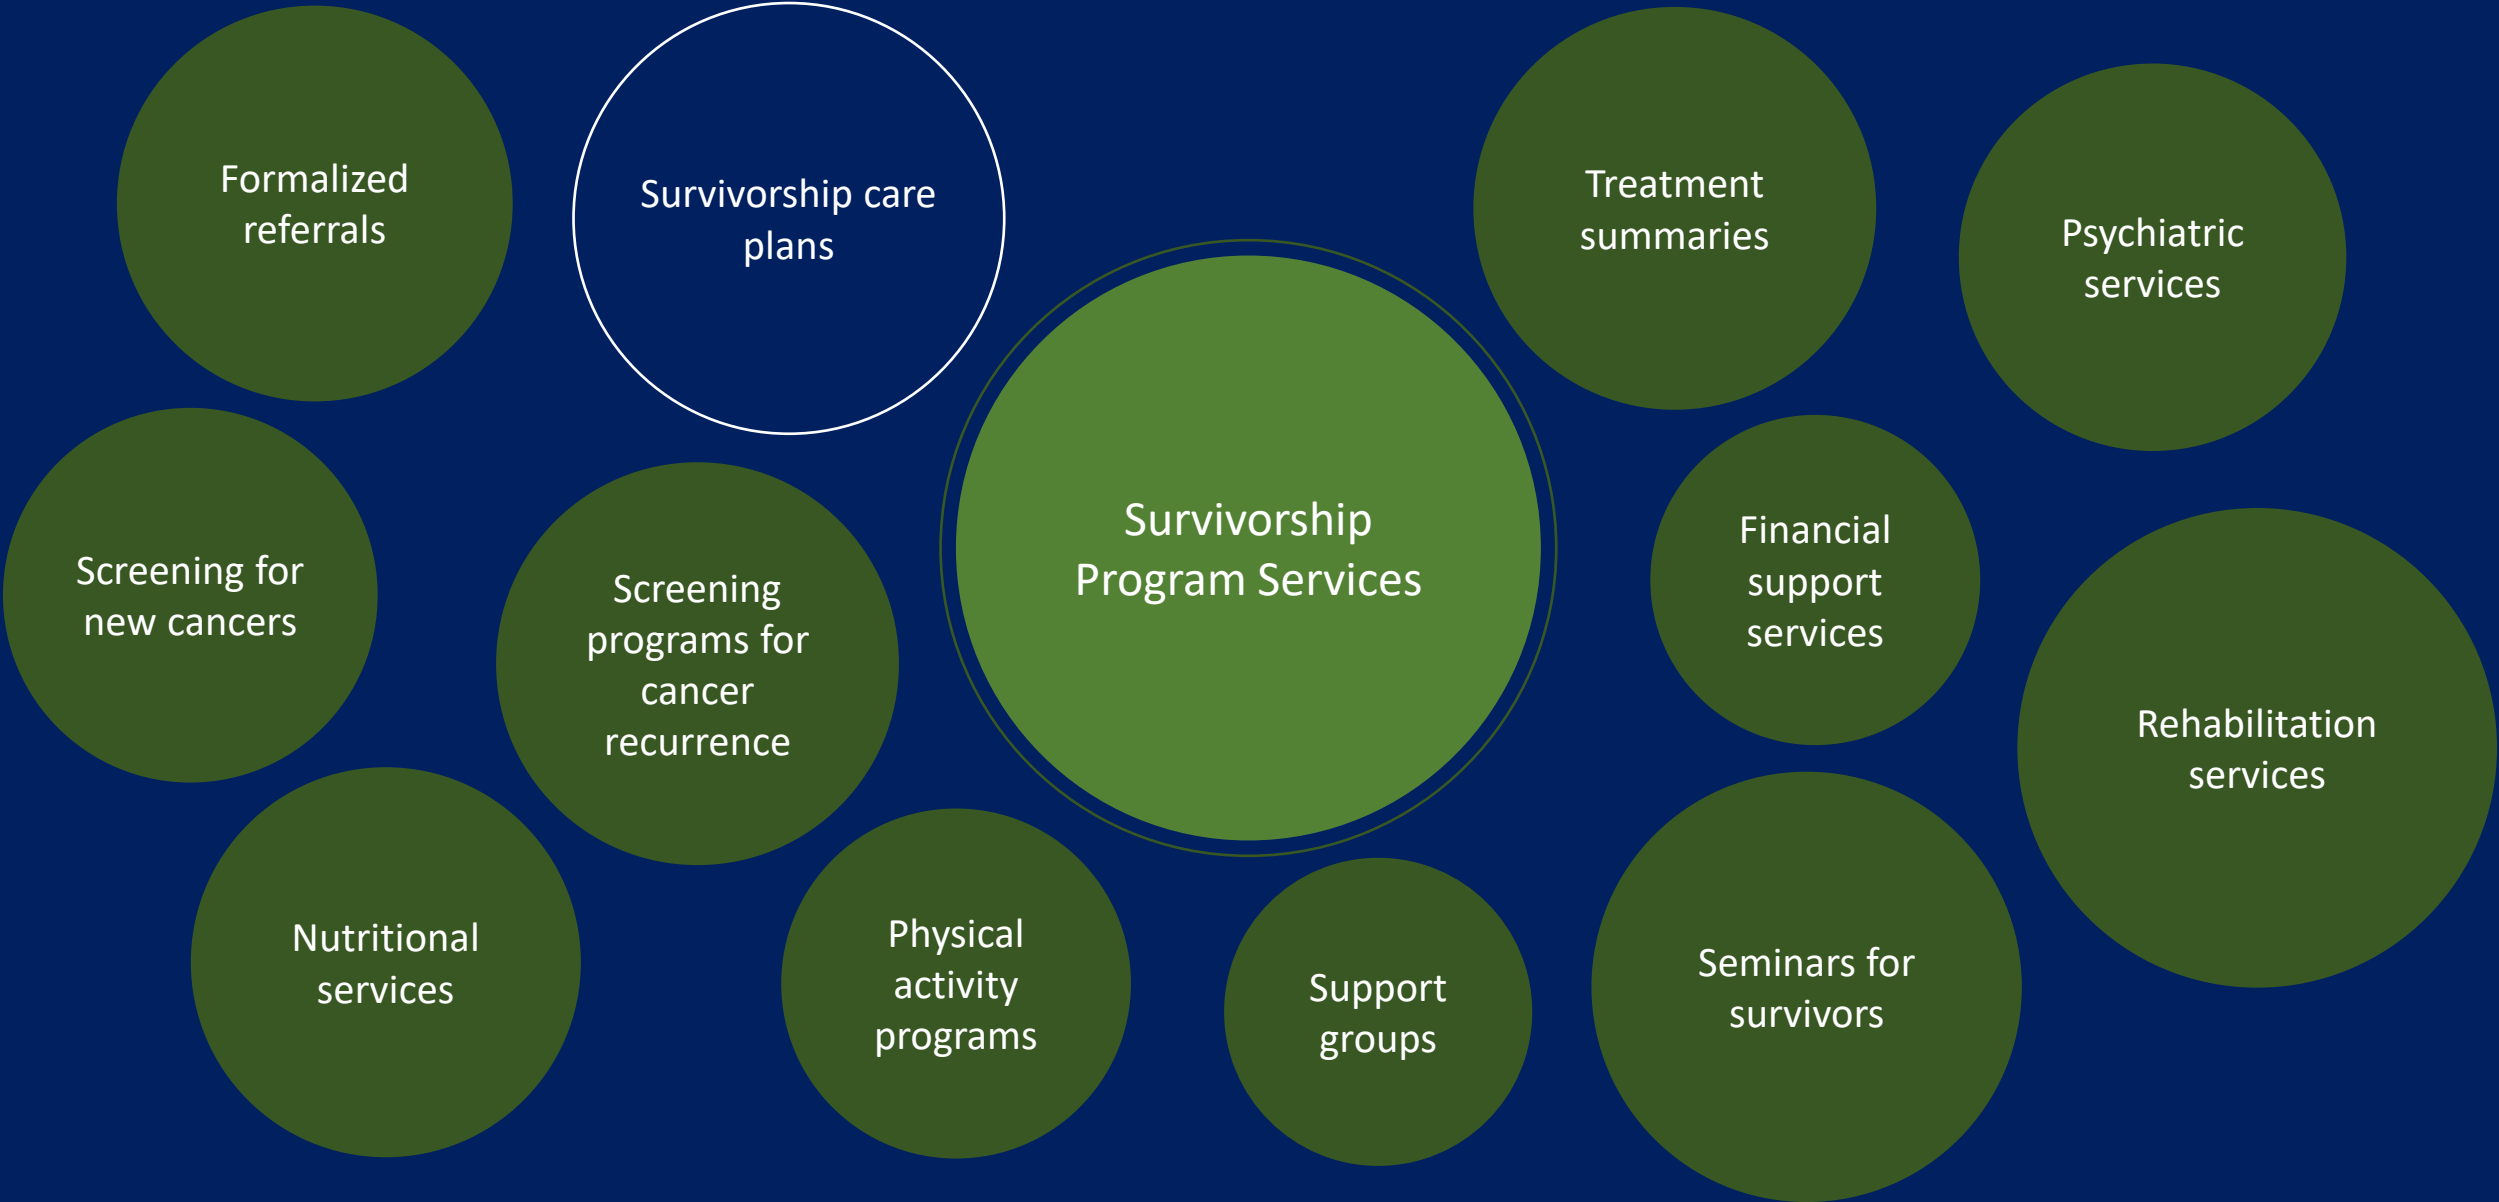 Formalized
referrals
Survivorship care
plans
Treatment
summaries
Psychiatric
services
Screening for
new cancers
Screening
programs for
cancer
recurrence
Survivorship
Program Services
Financial
support
services
Rehabilitation
services
Nutritional
services
Physical
activity
programs
Support
groups
Seminars for
survivors